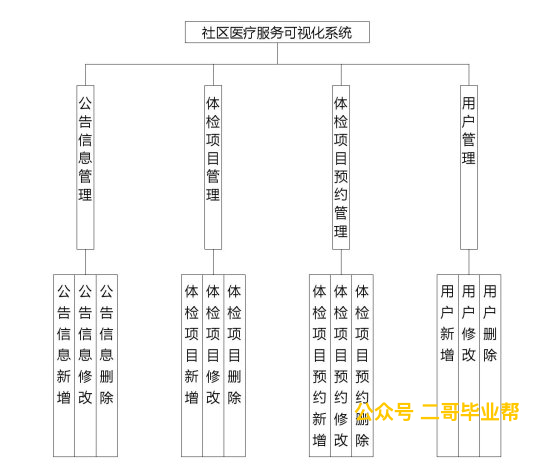 社区医疗服务可视化系统
公告信息管理
体检项目管理
体检项目预约管理
用户管理
公告信息新增
公告信息修改
公告信息删除
体检项目新增
体检项目修改
体检项目删除
体检项目预约新增
体检项目预约修改
体检项目预约删除
用户新增
用户修改
用户删除
公众号 二哥毕业帮